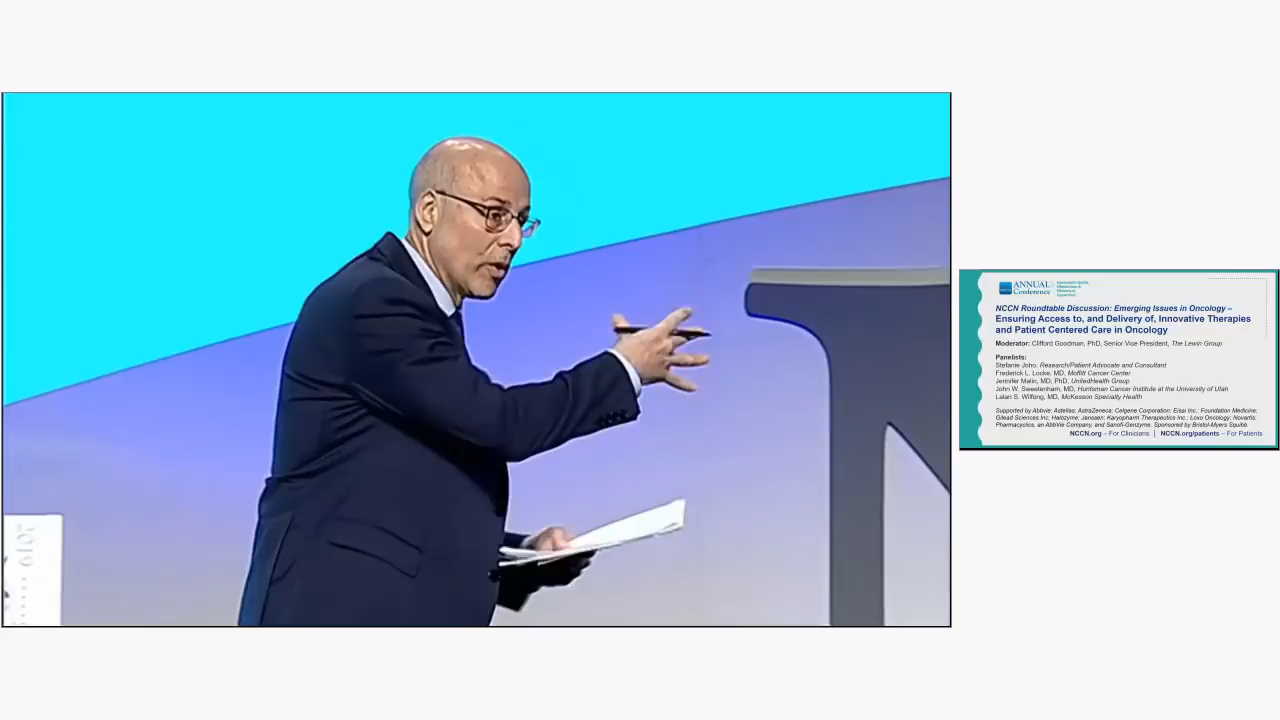 2019
N
NCCN
ANNUAL
Conference
NCCN Roundtable Discussion: Emerging Issues in Oncology –
Ensuring Access to, and Delivery of, Innovative Therapies
and Patient Centered Care in Oncology
Moderator: Clifford Goodman, PhD, Senior Vice President, The Lewin Group
Panelists:
Stefanie Joho, Research/Patient Advocate and Consultant
Frederick L. Locke, MD, Moffitt Cancer Center
Jennifer Malin, MD, PhD, UnitedHealth Group
John W. Sweetenham, MD, Huntsman Cancer Institute at the University of Utah
Lalan S. Wilfong, MD, McKesson Specialty Health
Supported by Abbvie; Astellas; AstraZeneca; Celgene Corporation; Eisai Inc.; Foundation Medicine;
Gilead Sciences Inc; Halozyme; Janssen; Karyopharm Therapeutics Inc.; Loxo Oncology; Novartis;
Pharmacyclics, an AbbVie Company, and Sanofi-Genzyme. Sponsored by Bristol-Myers Squibb.
NCCN.org – For Clinicians | NCCN.org/patients – For Patients